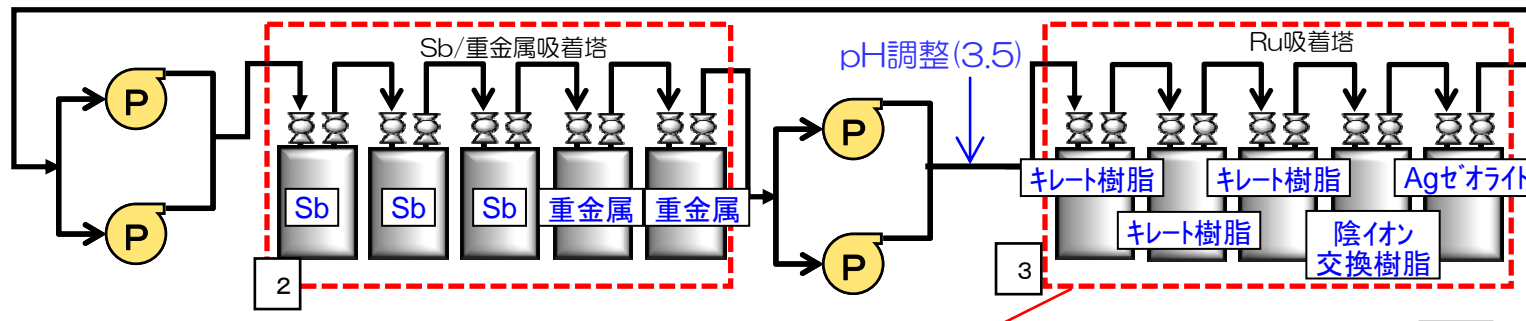 Sb/重金属吸着塔
P
P
Sb
Sb
Sb
重金属
重金属
2
pH調整(3.5)
P
P
Ru吸着塔
キレート樹脂
キレート樹脂
キレート樹脂
陰イオン
交換樹脂
Agゼオライト
3